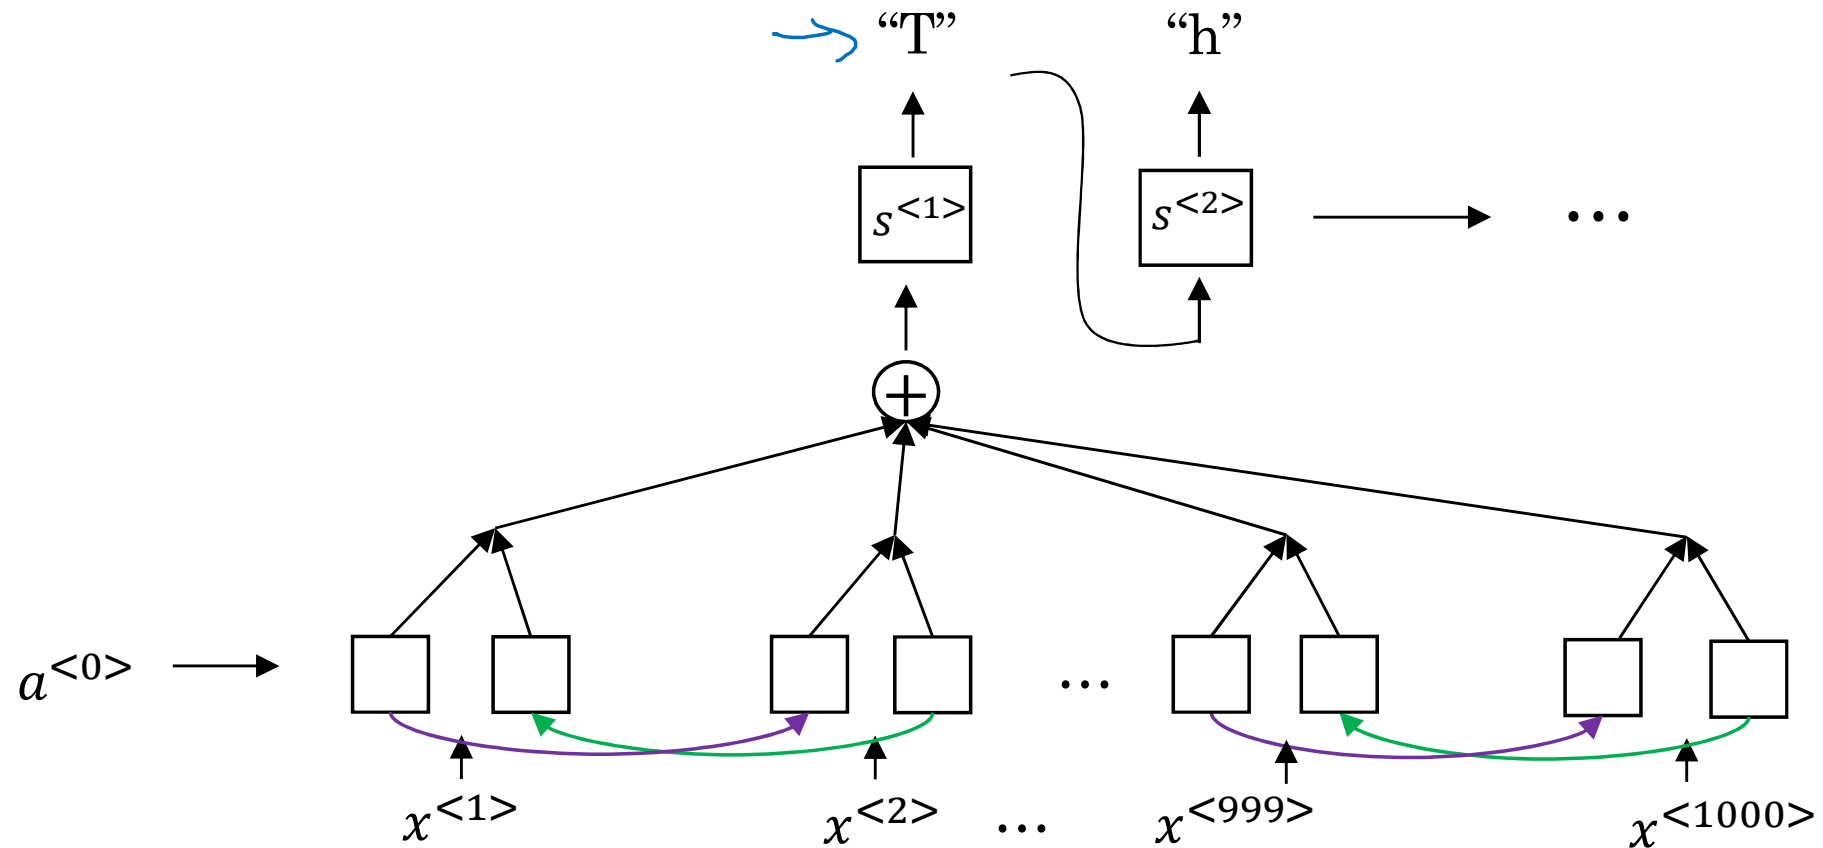 “T” “h”
s^<1> s^<2> …
+
a^<0> …
x^<1> x^<2> … x^<999> x^<1000>